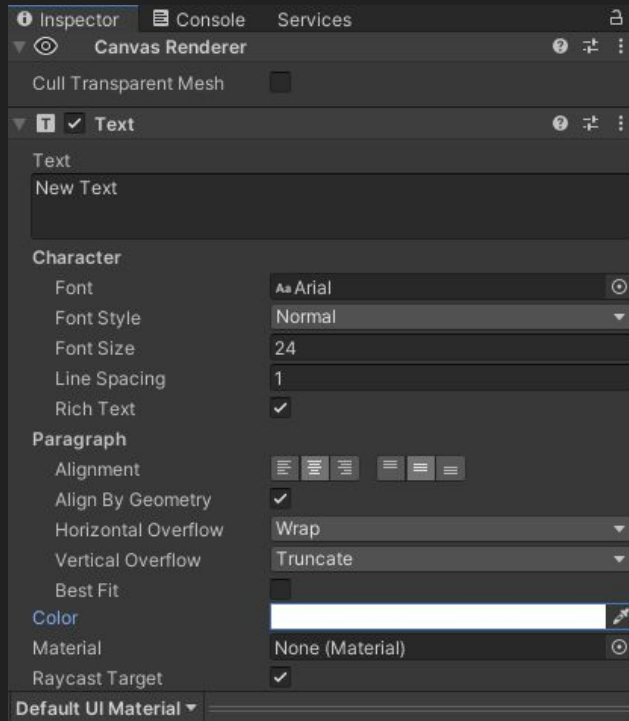 Inspector Console Services
Canvas Renderer
Cull Transparent Mesh
Text
Text
New Text
Character
Font Aa Arial
Font Style Normal
Font Size 24
Line Spacing 1
Rich Text
Paragraph
Alignment
Align By Geometry
Horizontal Overflow Wrap
Vertical Overflow Truncate
Best Fit
Color
Material None (Material)
Raycast Target
Default UI Material